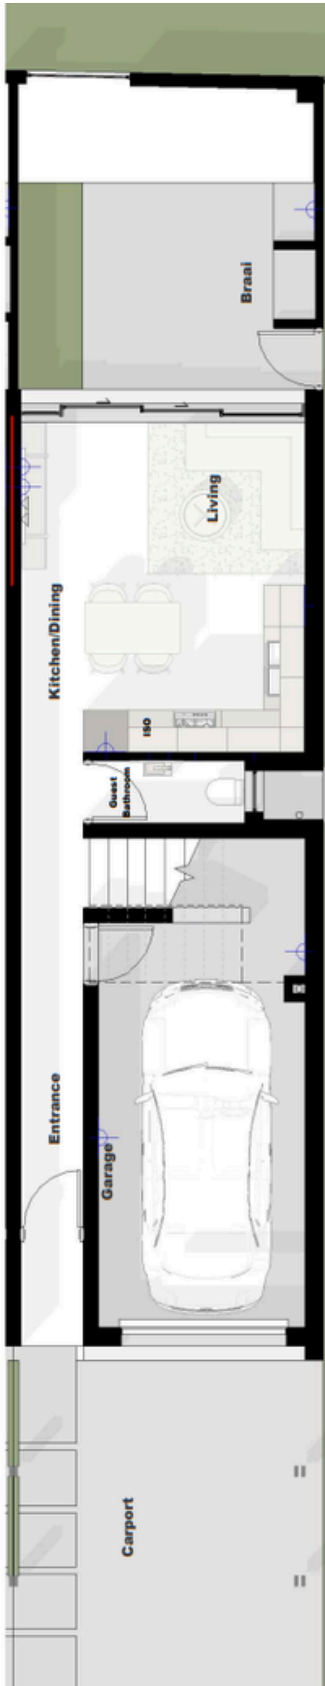 Braai
Living
Kitchen/Dining
ISO
Guest
Bathroom
Entrance
Garage
Carport